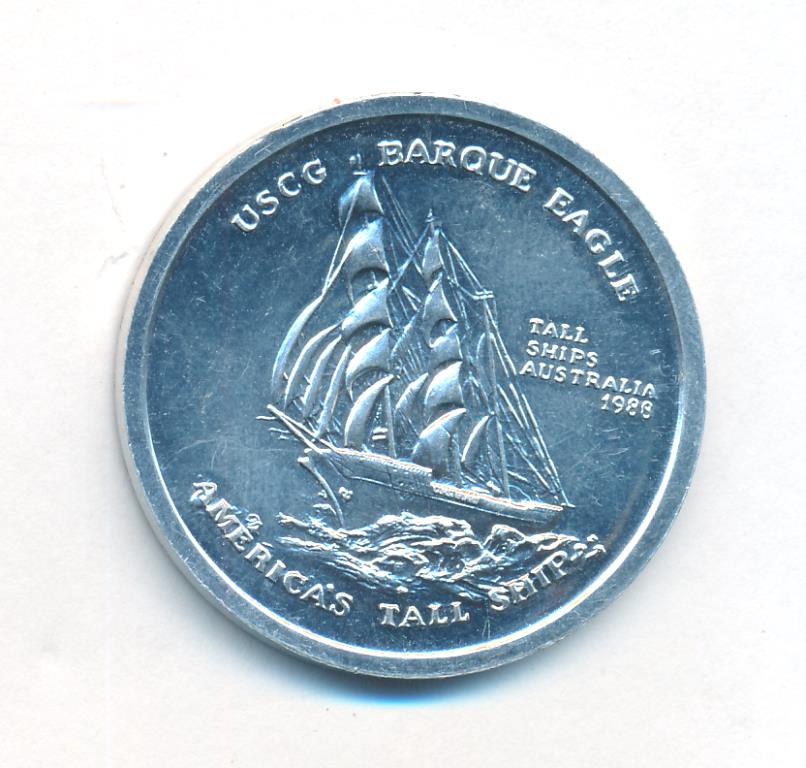 USCG BARQUE EAGLE
TALL
SHIPS
AUSTRALIA
1988
AMERICA'S TALL SHIP